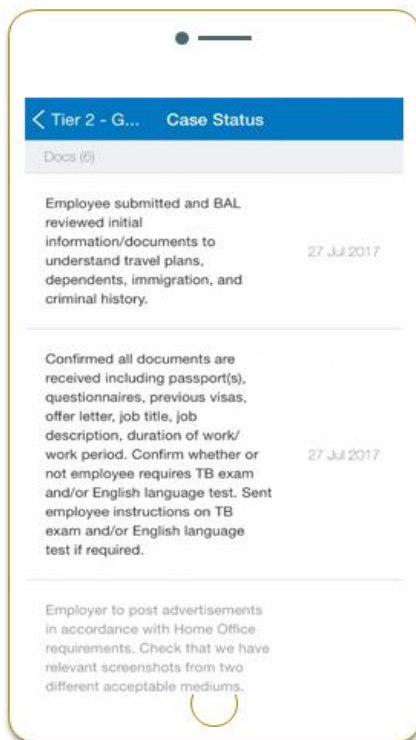 Tier 2 - G... Case Status
Docs (6)
Employee submitted and BAL
reviewed initial
information/documents to
understand travel plans,
dependents, immigration, and
criminal history.
27 Jul 2017
Confirmed all documents are
received including passport(s),
questionnaires, previous visas,
offer letter, job title, job
description, duration of work/
work period. Confirm whether or
not employee requires TB exam
and/or English language test. Sent
employee instructions on TB
exam and/or English language
test if required.
27 Jul 2017
Employer to post advertisements
in accordance with Home Office
requirements. Check that we have
relevant screenshots from two
different acceptable mediums.